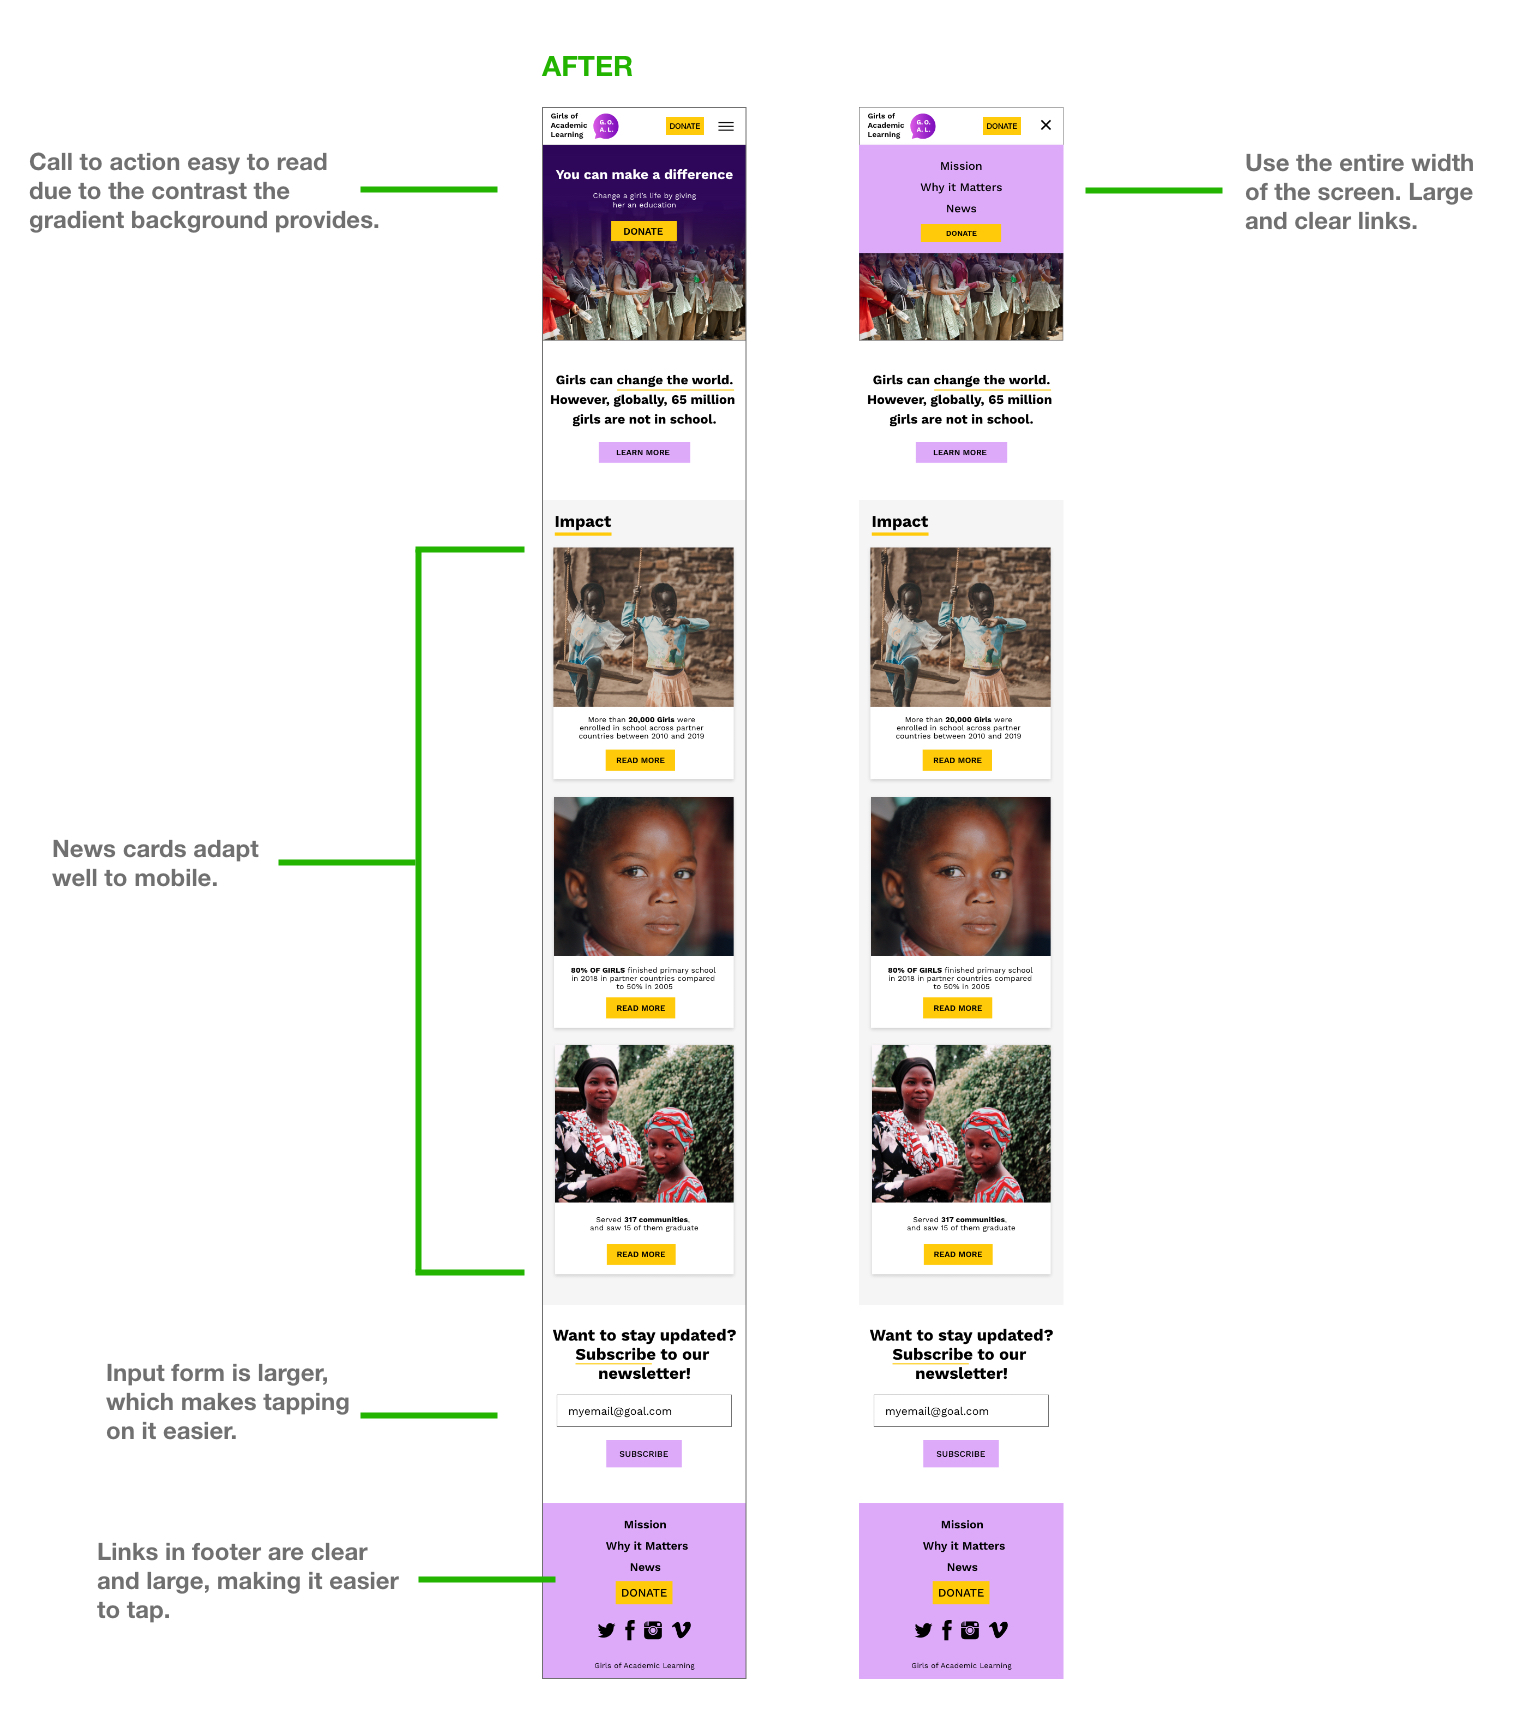 AFTER
Call to action easy to read
due to the contrast the
gradient background provides.
News cards adapt
well to mobile.
Input form is larger,
which makes tapping
on it easier.
Links in footer are clear
and large, making it easier
to tap.
Girls of
Academic
Learning
G. O.
A. L.
DONATE
You can make a difference
Change a girl's life by giving
her an education
DONATE
Girls can change the world.
However, globally, 65 million
girls are not in school.
LEARN MORE
Impact
More than 20,000 Girls were
enrolled in school across partner
countries between 2010 and 2019
READ MORE
80% OF GIRLS finished primary school
in 2018 in partner countries compared
to 50% in 2005
READ MORE
Served 317 communities,
and saw 15 of them graduate
READ MORE
Want to stay updated?
Subscribe to our
newsletter!
myemail@goal.com
SUBSCRIBE
Mission
Why it Matters
News
DONATE
Girls of Academic Learning
Girls of
Academic
Learning
G. O.
A. L.
DONATE
Mission
Why it Matters
News
DONATE
Girls can change the world.
However, globally, 65 million
girls are not in school.
LEARN MORE
Impact
More than 20,000 Girls were
enrolled in school across partner
countries between 2010 and 2019
READ MORE
80% OF GIRLS finished primary school
in 2018 in partner countries compared
to 50% in 2005
READ MORE
Served 317 communities,
and saw 15 of them graduate
READ MORE
Want to stay updated?
Subscribe to our
newsletter!
myemail@goal.com
SUBSCRIBE
Mission
Why it Matters
News
DONATE
Girls of Academic Learning
Use the entire width
of the screen. Large
and clear links.